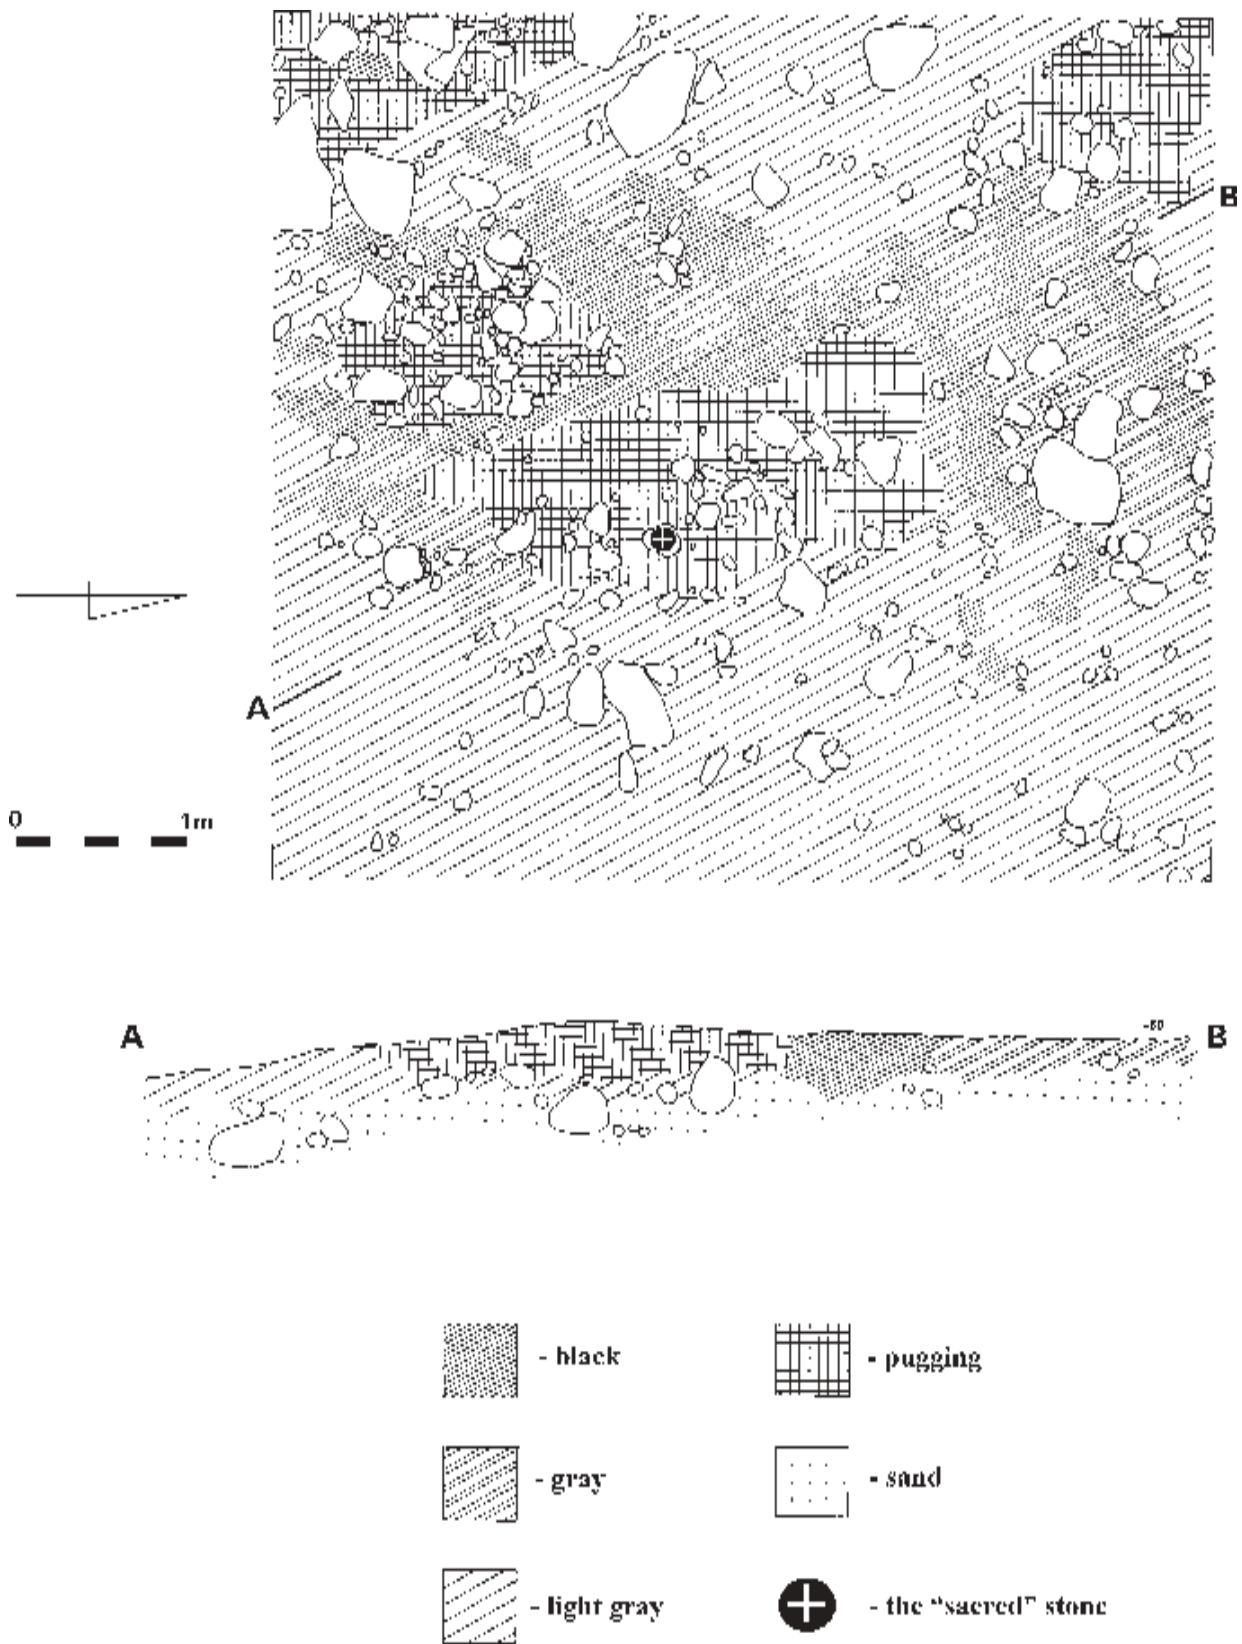 B
A
0 1m
A -60 B
- black - pugging
- gray - sand
- light gray - the “sacred” stone